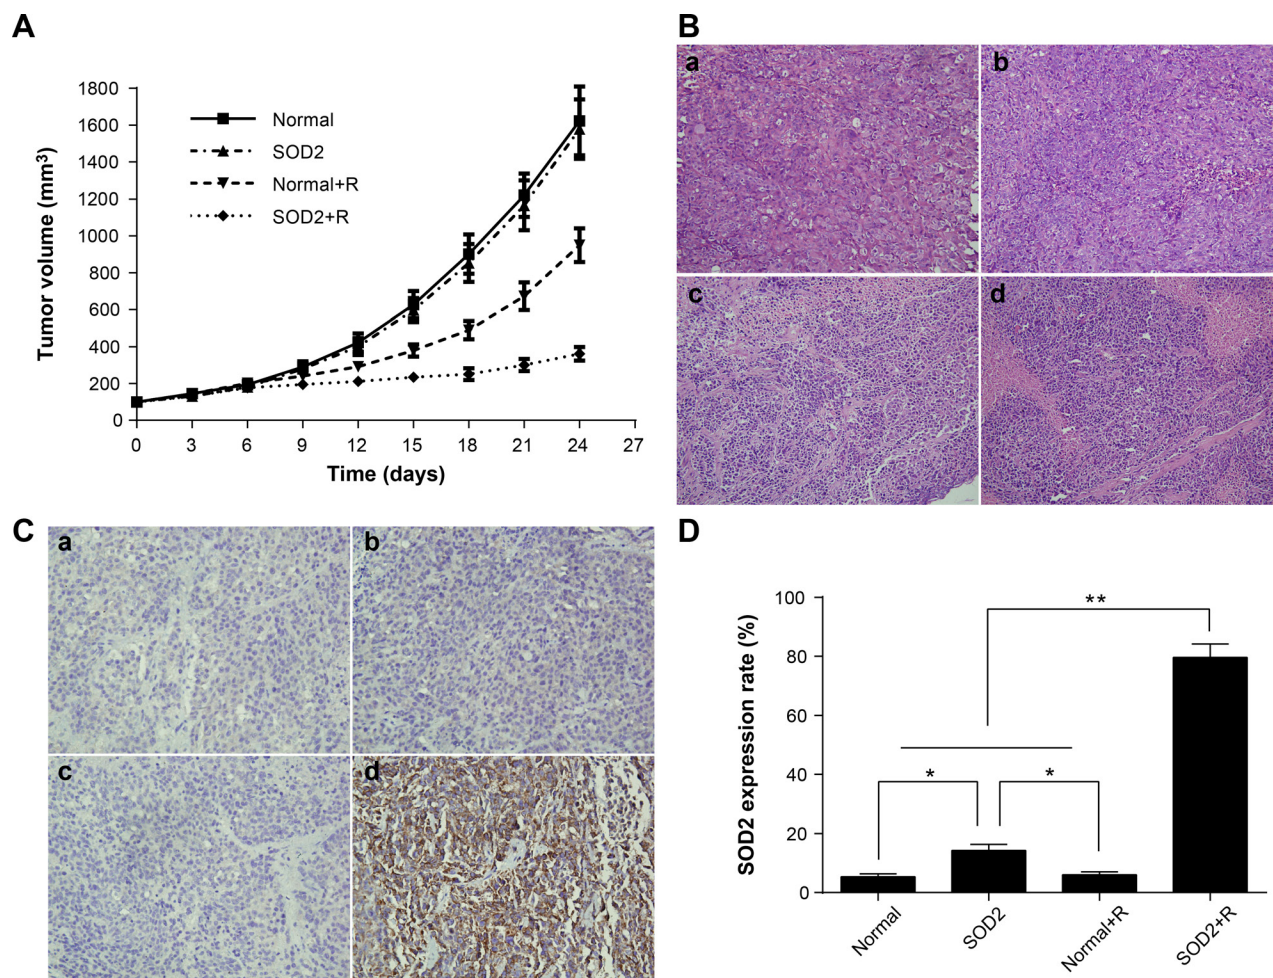 A
Tumor volume (mm³)
1800
1600
1400
1200
1000
800
600
400
200
0
Normal
SOD2
Normal+R
SOD2+R
0 3 6 9 12 15 18 21 24 27
Time (days)
B
a
b
c
d
C
a
b
c
d
D
SOD2 expression rate (%)
100
80
60
40
20
0
**
* *
Normal
SOD2
Normal+R
SOD2+R